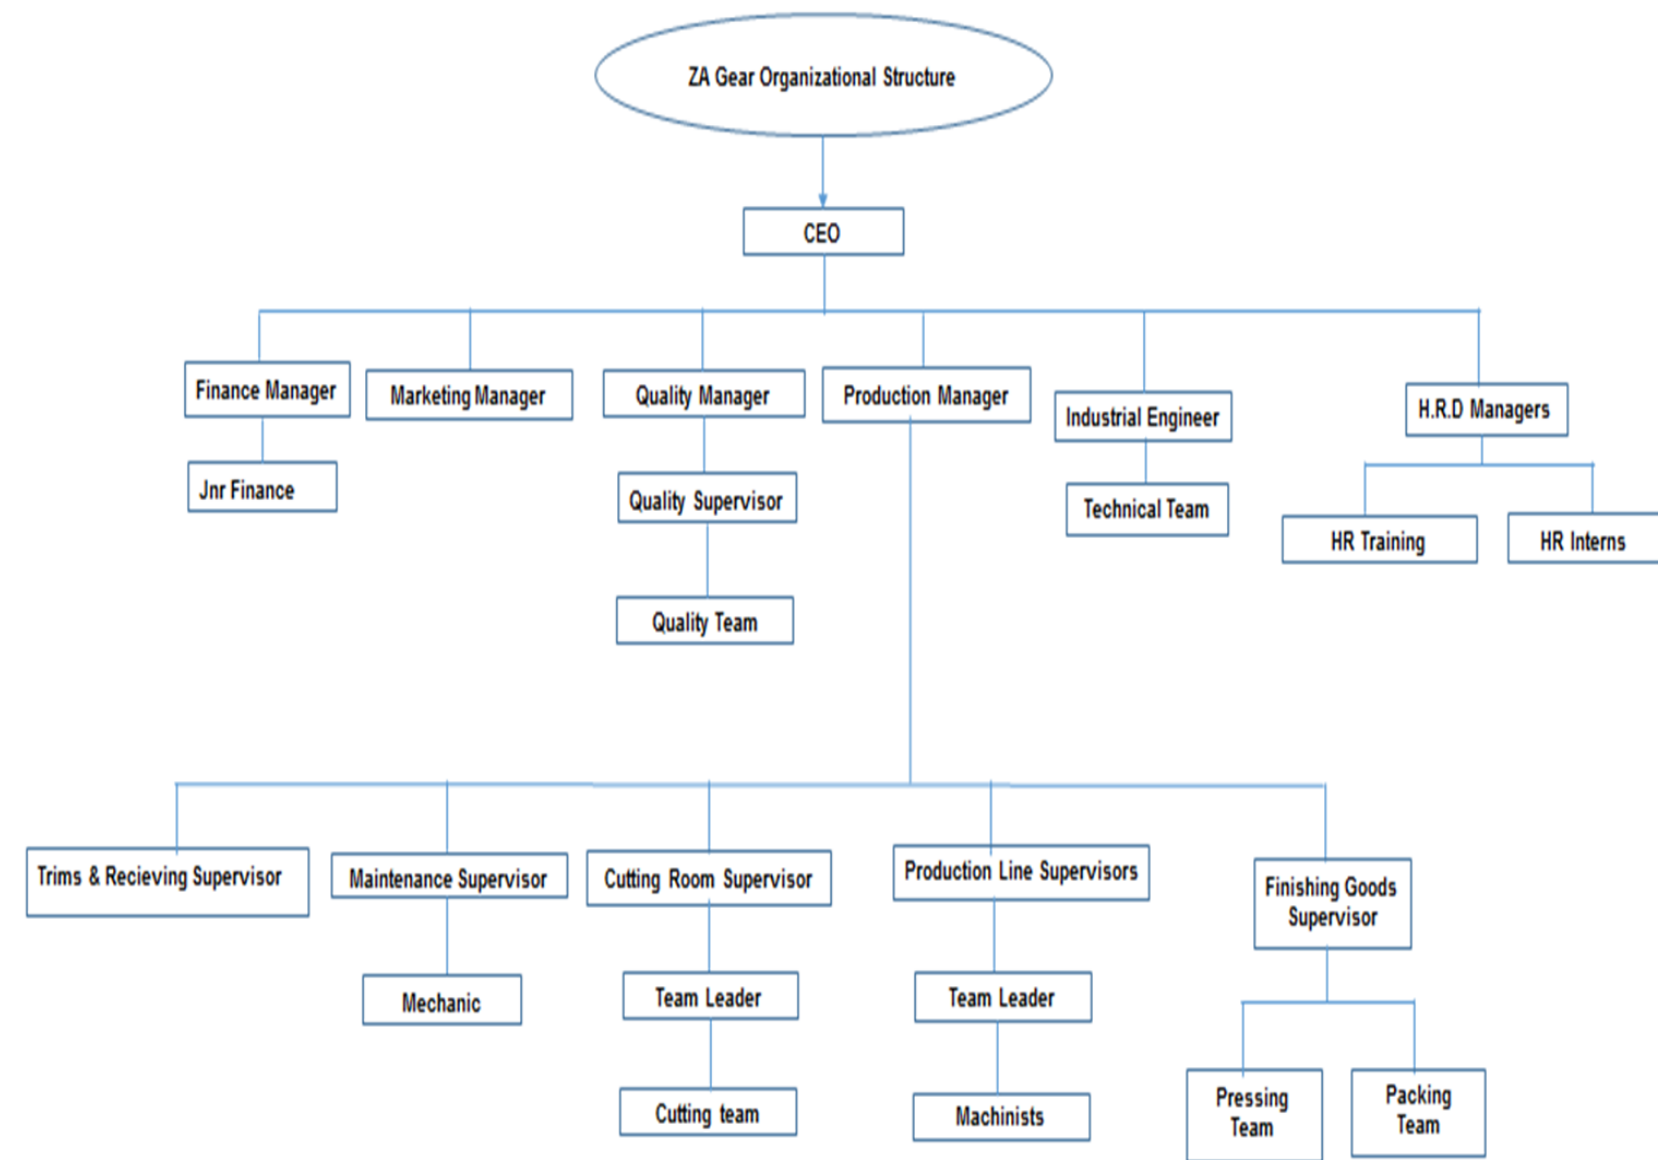 ZA Gear Organizational Structure
CEO
Finance Manager
Marketing Manager
Quality Manager
Production Manager
Industrial Engineer
H.R.D Managers
Jnr Finance
Quality Supervisor
Technical Team
HR Training
HR Interns
Quality Team
Trims & Recieving Supervisor
Maintenance Supervisor
Cutting Room Supervisor
Production Line Supervisors
Finishing Goods
Supervisor
Mechanic
Team Leader
Team Leader
Cutting team
Machinists
Pressing
Team
Packing
Team